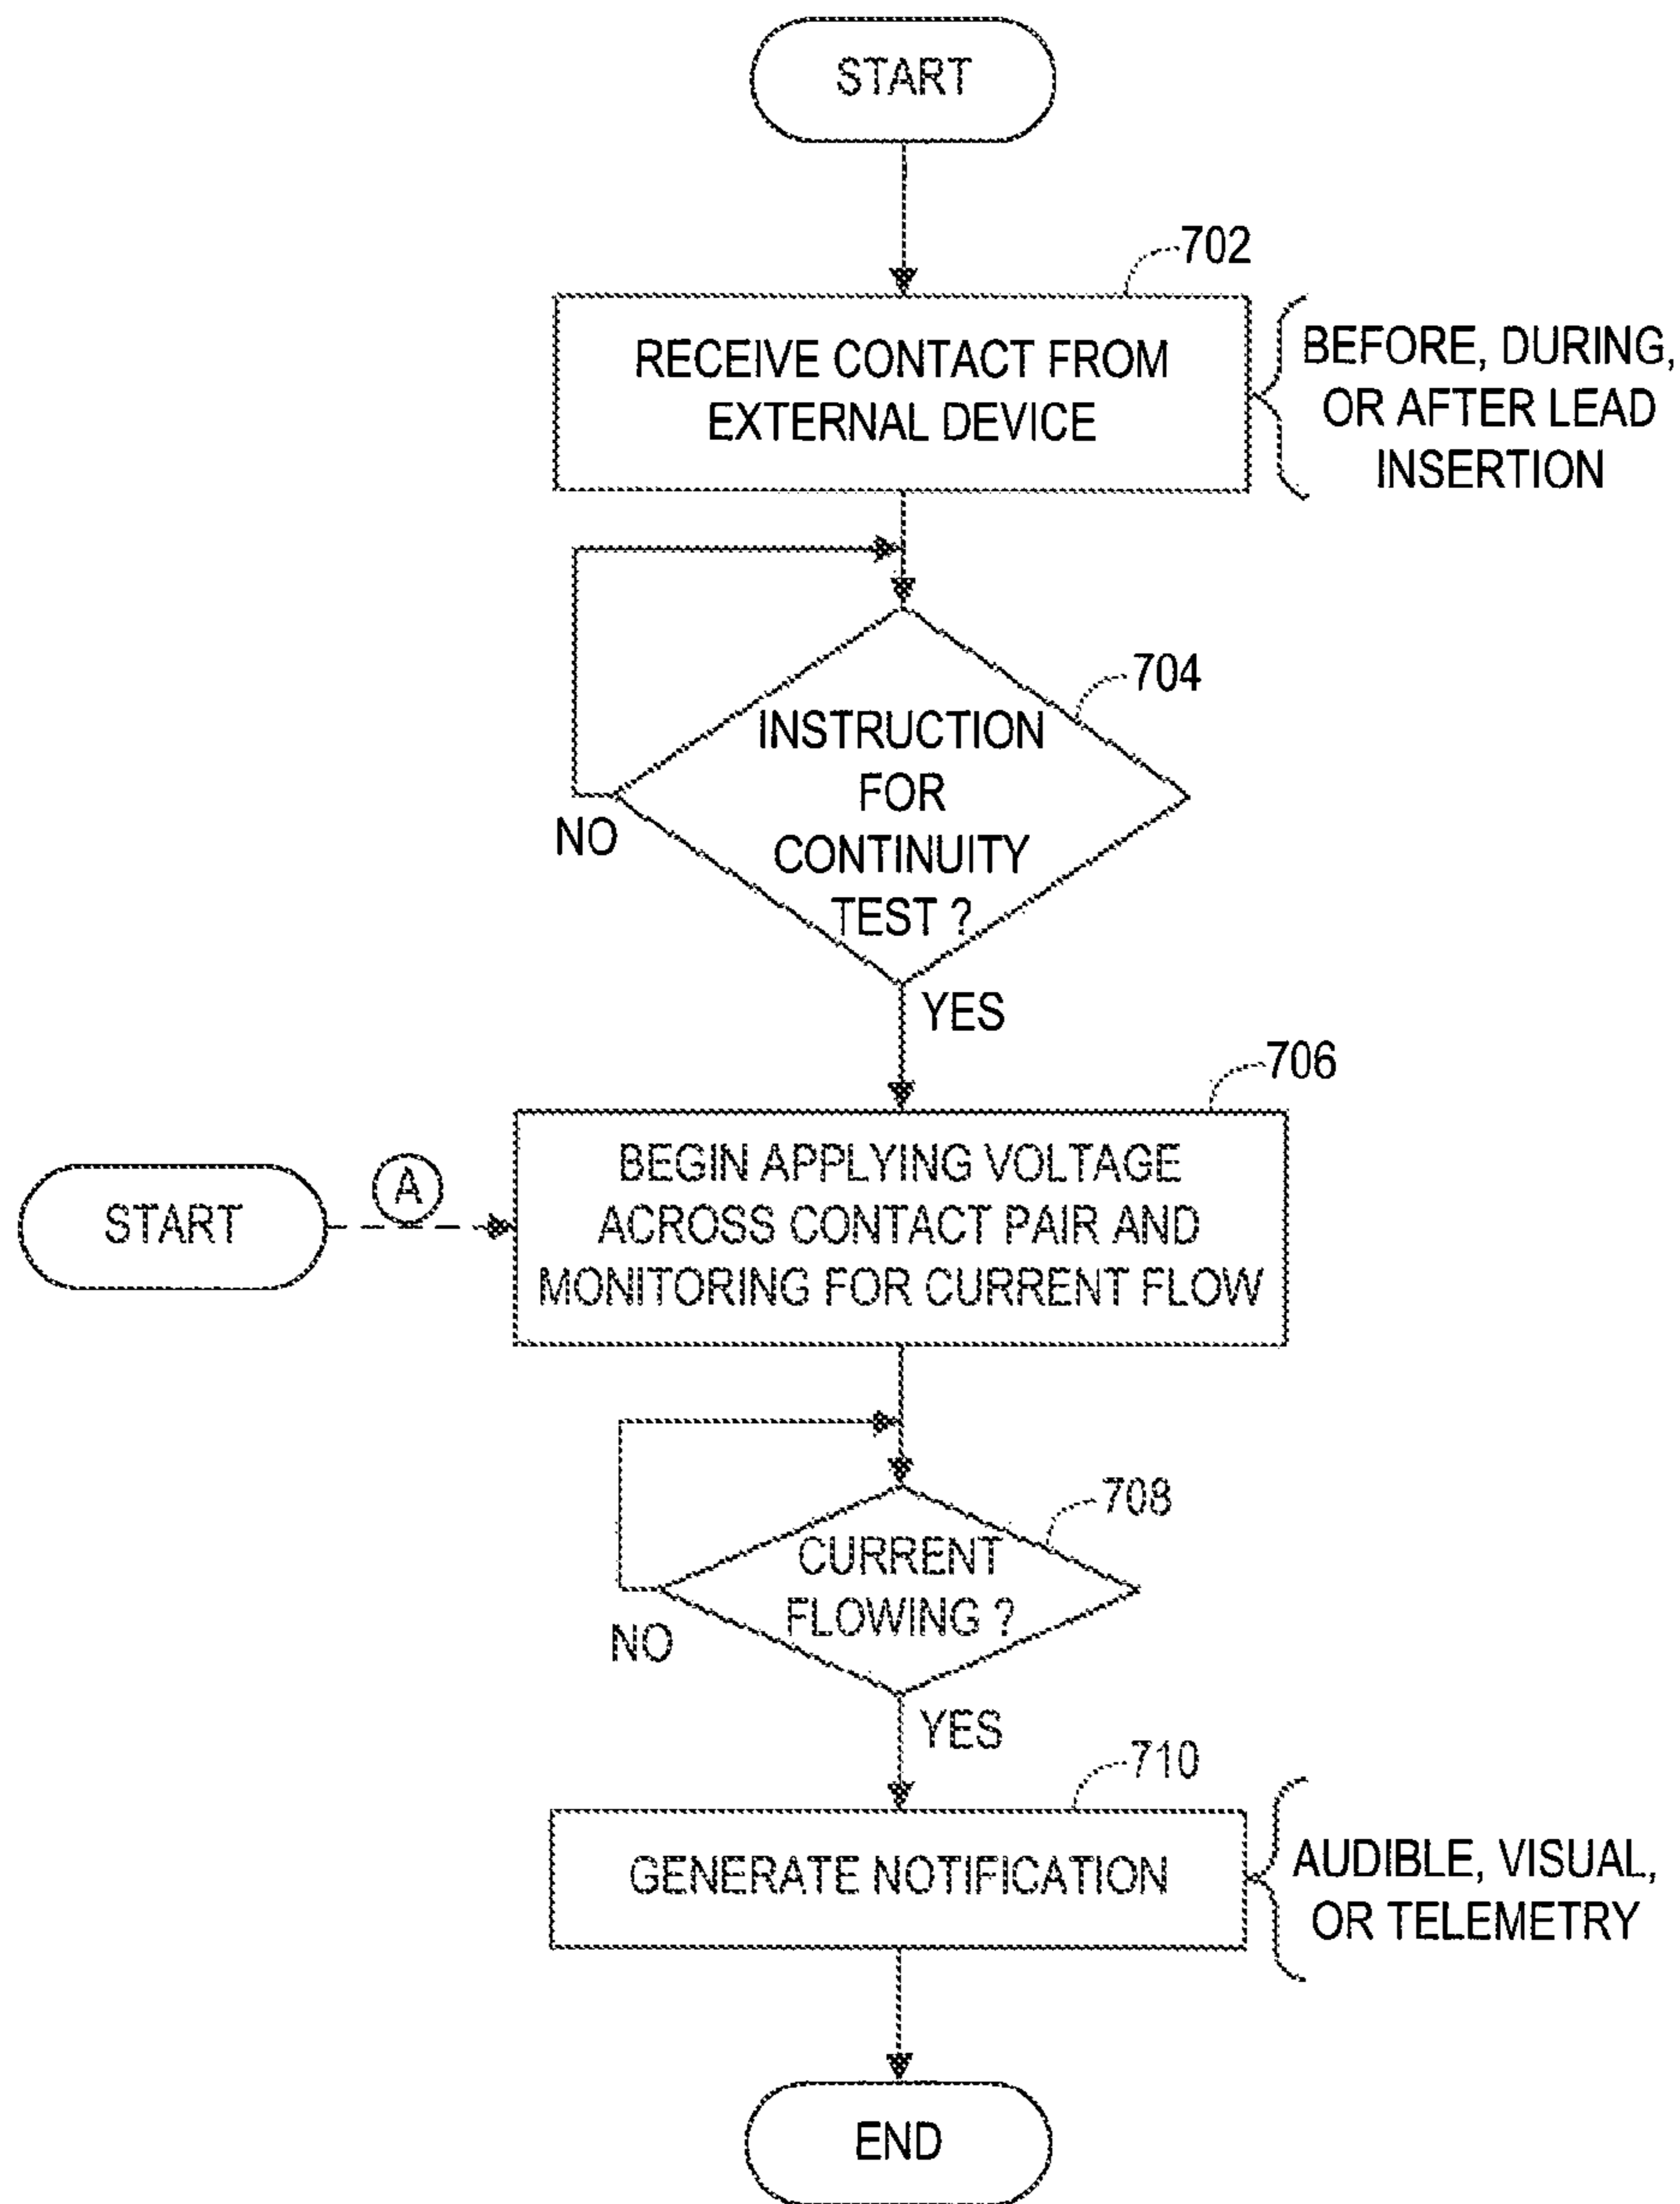 START
702
RECEIVE CONTACT FROM
EXTERNAL DEVICE
BEFORE, DURING,
OR AFTER LEAD
INSERTION
704
INSTRUCTION
FOR
CONTINUITY
TEST ?
NO
YES
706
START
A
BEGIN APPLYING VOLTAGE
ACROSS CONTACT PAIR AND
MONITORING FOR CURRENT FLOW
708
CURRENT
FLOWING ?
NO
YES
710
GENERATE NOTIFICATION
AUDIBLE, VISUAL,
OR TELEMETRY
END